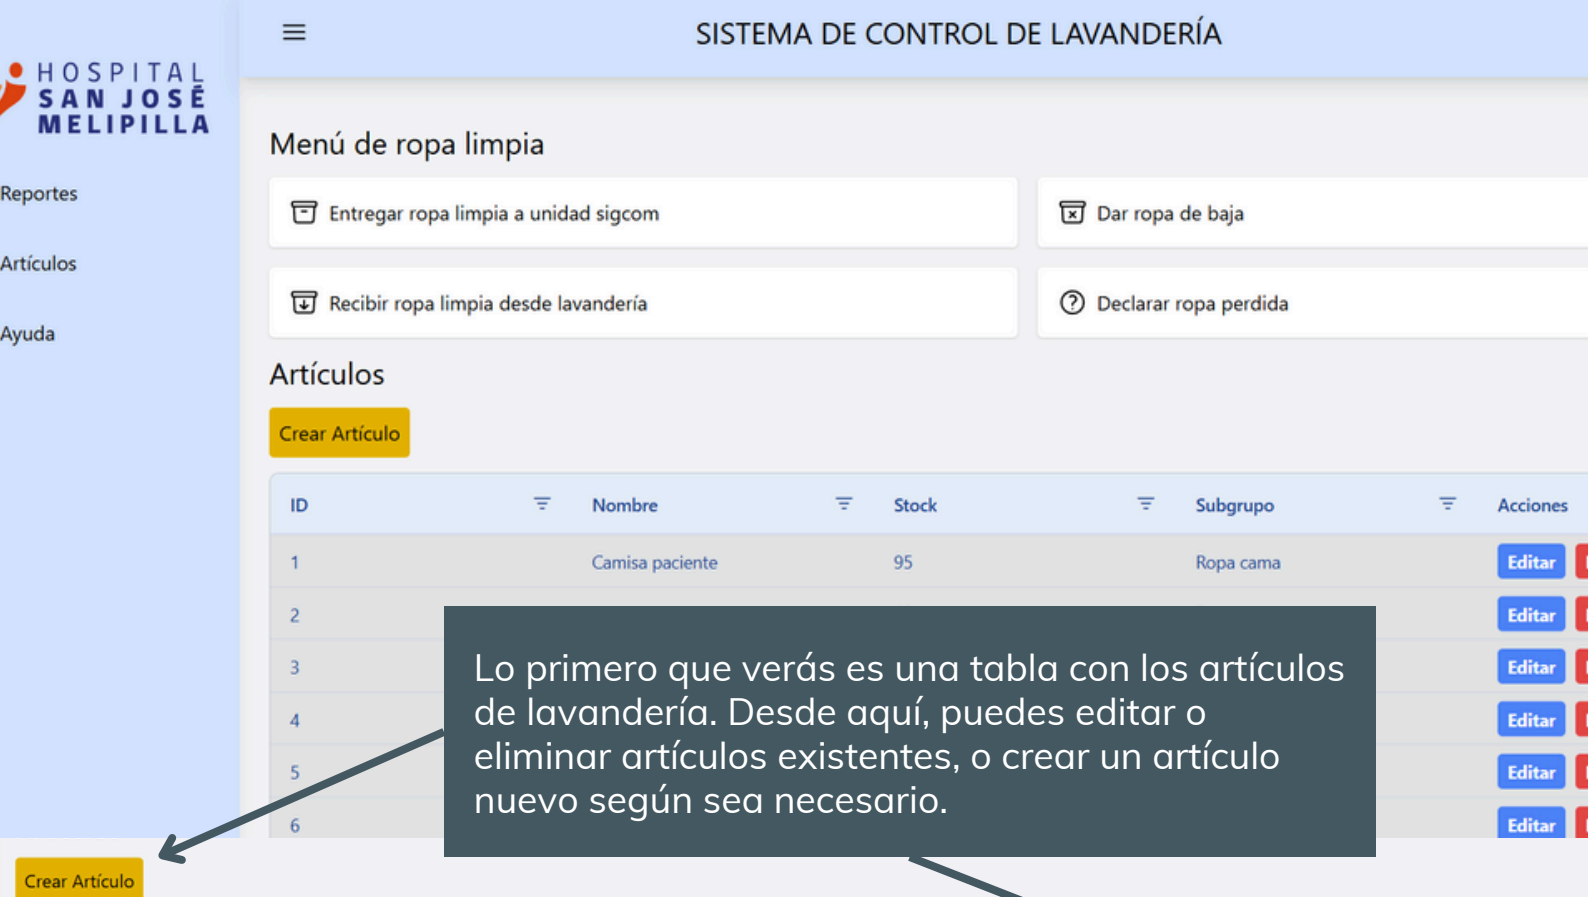 SISTEMA DE CONTROL DE LAVANDERÍA
HOSPITAL
SAN JOSÉ
MELIPILLA
Reportes
Artículos
Ayuda
Menú de ropa limpia
Entregar ropa limpia a unidad sigcom
Dar ropa de baja
Recibir ropa limpia desde lavandería
Declarar ropa perdida
Artículos
Crear Artículo
ID Nombre Stock Subgrupo Acciones
1 Camisa paciente 95 Ropa cama Editar
2 Editar
3 Editar
4 Editar
5 Editar
6 Editar
Lo primero que verás es una tabla con los artículos
de lavandería. Desde aquí, puedes editar o
eliminar artículos existentes, o crear un artículo
nuevo según sea necesario.
Crear Artículo